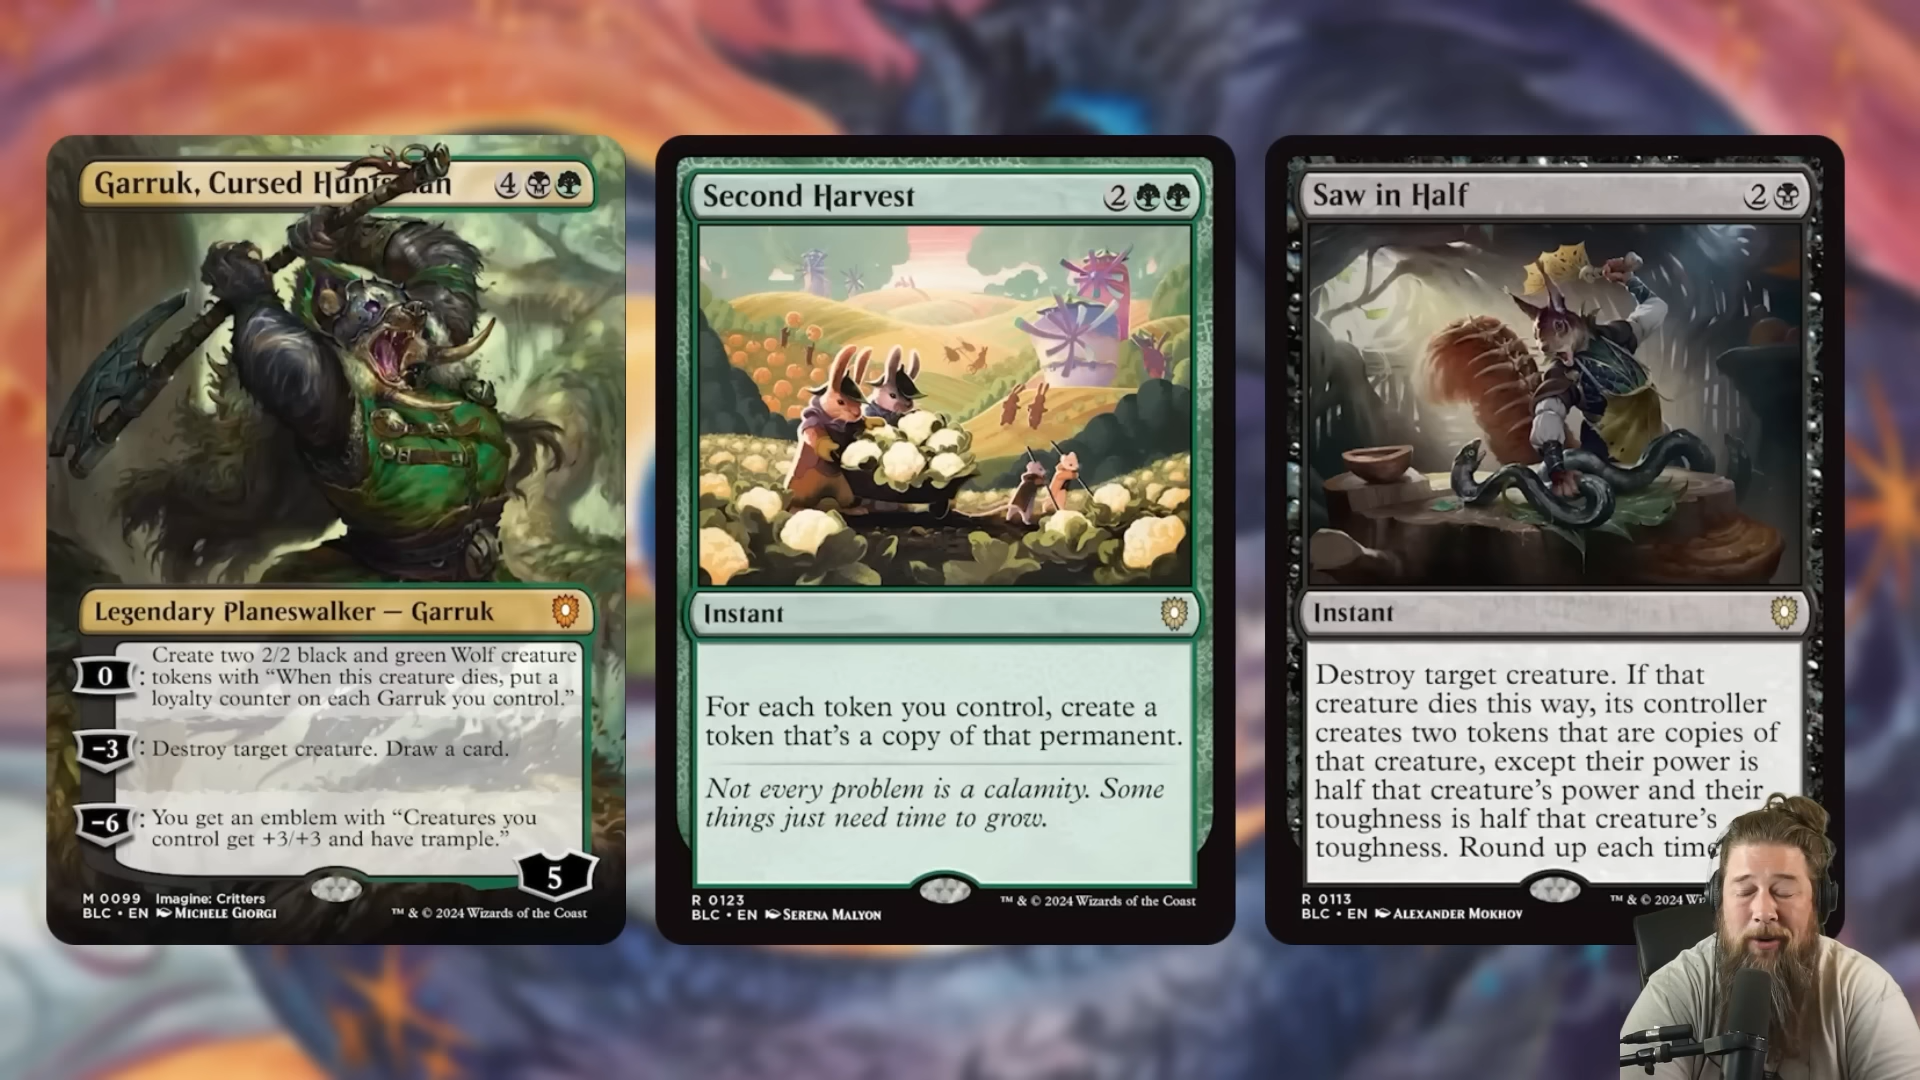 Garruk, Cursed Huntsman
4
Legendary Planeswalker — Garruk
0 : Create two 2/2 black and green Wolf creature
tokens with “When this creature dies, put a
loyalty counter on each Garruk you control.”
−3 : Destroy target creature. Draw a card.
−6 : You get an emblem with “Creatures you
control get +3/+3 and have trample.”
5
M 0099 Imagine: Critters
BLC • EN Michele Giorgi
™ & © 2024 Wizards of the Coast
Second Harvest
2
Instant
For each token you control, create a
token that’s a copy of that permanent.
Not every problem is a calamity. Some
things just need time to grow.
R 0123
BLC • EN Serena Malyon
™ & © 2024 Wizards of the Coast
Saw in Half
2
Instant
Destroy target creature. If that
creature dies this way, its controller
creates two tokens that are copies of
that creature, except their power is
half that creature’s power and their
toughness is half that creature’s
toughness. Round up each time
R 0113
BLC • EN Alexander Mokhov
™ & © 2024